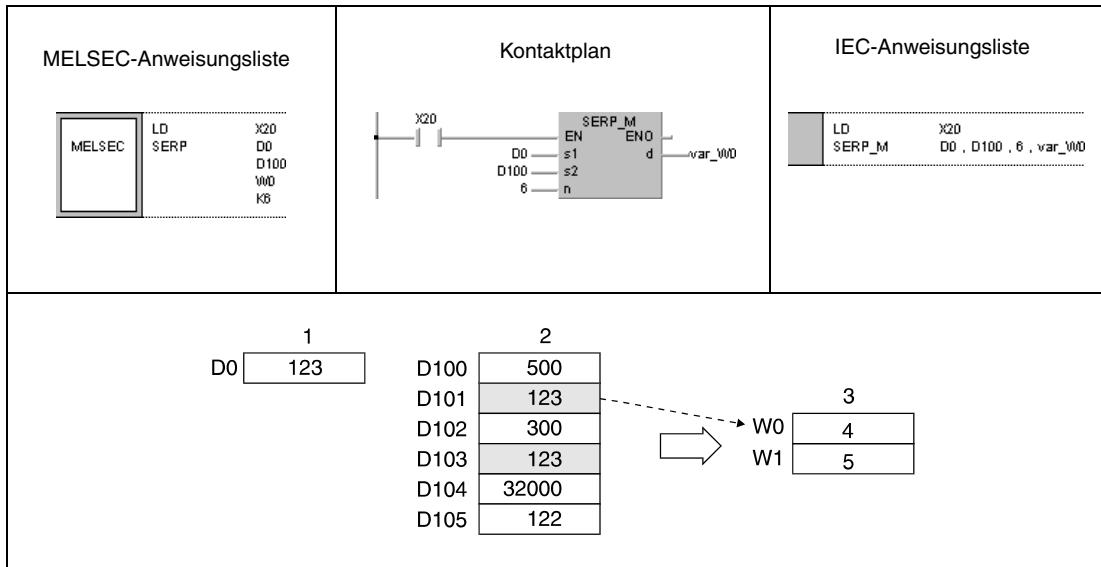 MELSEC-Anweisungsliste
MELSEC
LD X20
SERP D0
D100
W0
K6
Kontaktplan
X20
SERP_M
EN ENO
D0 s1 d var_W0
D100 s2
6 n
IEC-Anweisungsliste
LD X20
SERP_M D0 , D100 , 6 , var_W0
1
D0 123
2
D100 500
D101 123
D102 300
D103 123
D104 32000
D105 122
3
W0 4
W1 5